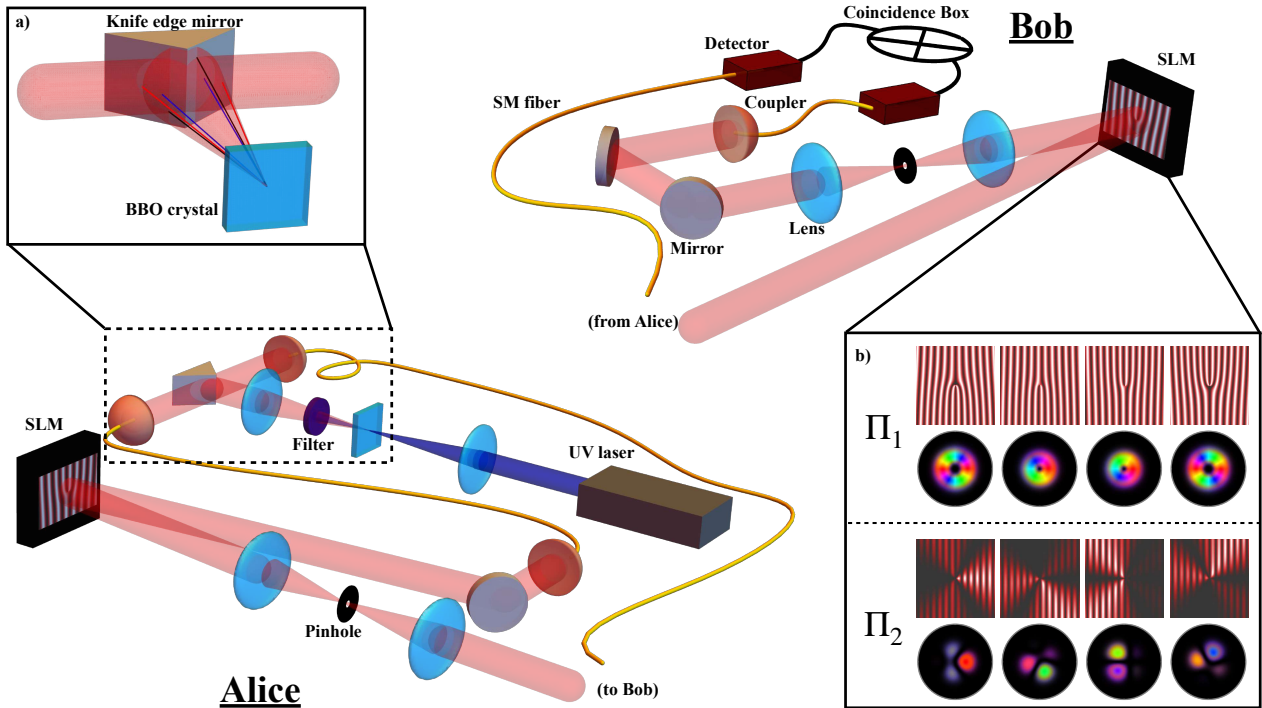 a)
Knife edge mirror
BBO crystal
Coincidence Box
Bob
Detector
SLM
SM fiber
Coupler
Mirror
Lens
(from Alice)
SLM
Filter
UV laser
Pinhole
(to Bob)
Alice
b)
Π1
Π2